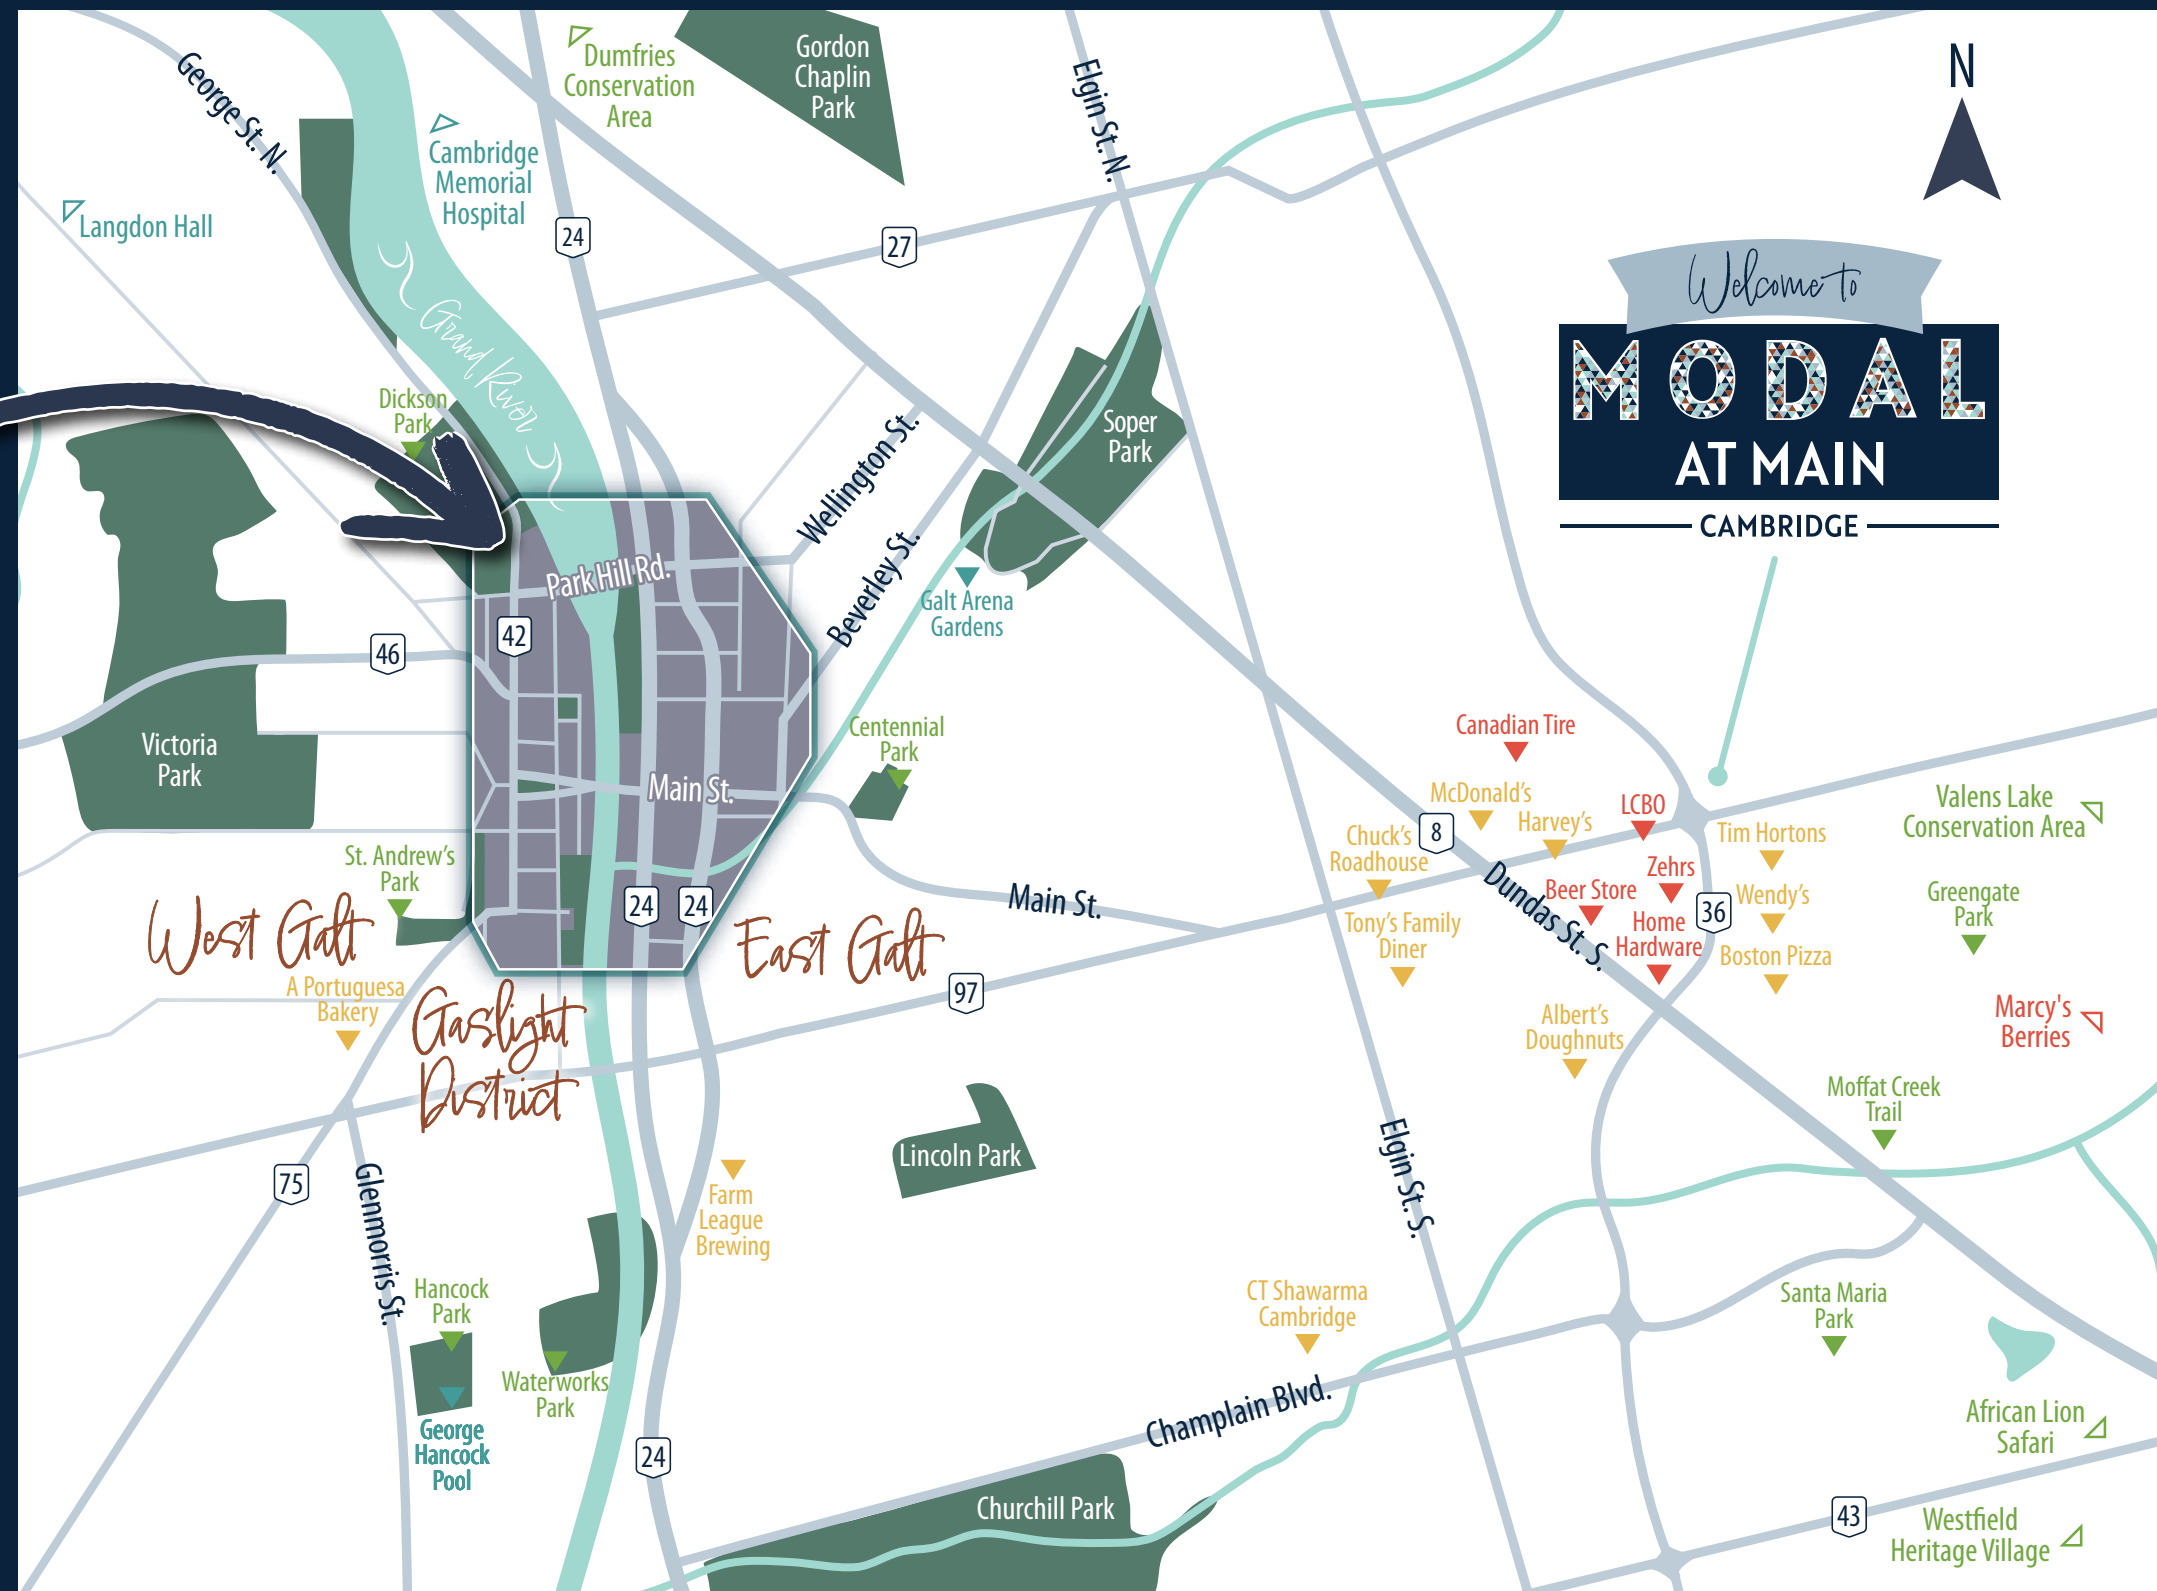 Dumfries
Conservation
Area
Gordon
Chaplin
Park
George St. N.
Elgin St. N.
N
Cambridge
Memorial
Hospital
Langdon Hall
24
27
Grand River
Welcome to
MODAL
AT MAIN
CAMBRIDGE
Dickson
Park
Soper
Park
Wellington St.
Beverley St.
Park Hill Rd.
Galt Arena
Gardens
42
46
Victoria
Park
Centennial
Park
Main St.
Canadian Tire
McDonald's
LCBO
Harvey's
8
Chuck's
Roadhouse
Tim Hortons
Valens Lake
Conservation Area
St. Andrew's
Park
Zehrs
Beer Store
Dundas St. S.
Wendy's
36
Greengate
Park
24
24
Main St.
West Galt
East Galt
Tony's Family
Diner
Home
Hardware
Boston Pizza
A Portuguesa
Bakery
97
Gaslight
District
Albert's
Doughnuts
Marcy's
Berries
Moffat Creek
Trail
Lincoln Park
75
Glenmorris St.
Farm
League
Brewing
Elgin St. S.
Hancock
Park
CT Shawarma
Cambridge
Santa Maria
Park
Waterworks
Park
George
Hancock
Pool
Champlain Blvd.
African Lion
Safari
24
Churchill Park
43
Westfield
Heritage Village